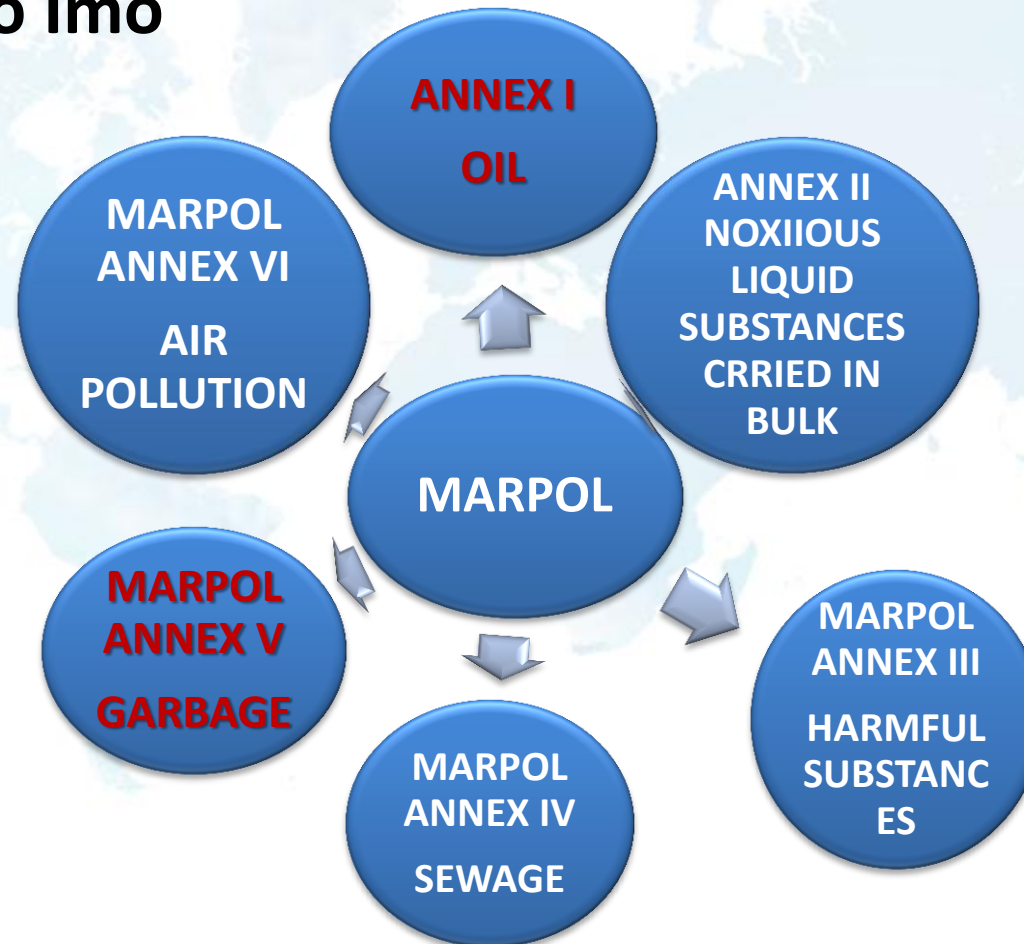 o Imo
ANNEX I
OIL
MARPOL
ANNEX VI
AIR
POLLUTION
ANNEX II
NOXIIOUS
LIQUID
SUBSTANCES
CRRIED IN
BULK
MARPOL
MARPOL
ANNEX V
GARBAGE
MARPOL
ANNEX III
HARMFUL
SUBSTANC
ES
MARPOL
ANNEX IV
SEWAGE